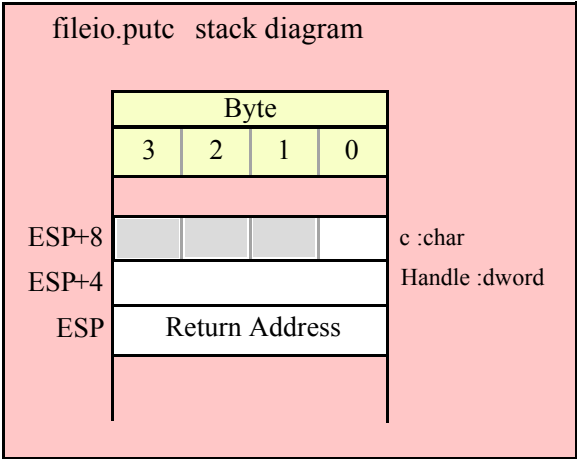 fileio.putc stack diagram
Byte
3 2 1 0
ESP+8 c :char
ESP+4 Handle :dword
ESP Return Address